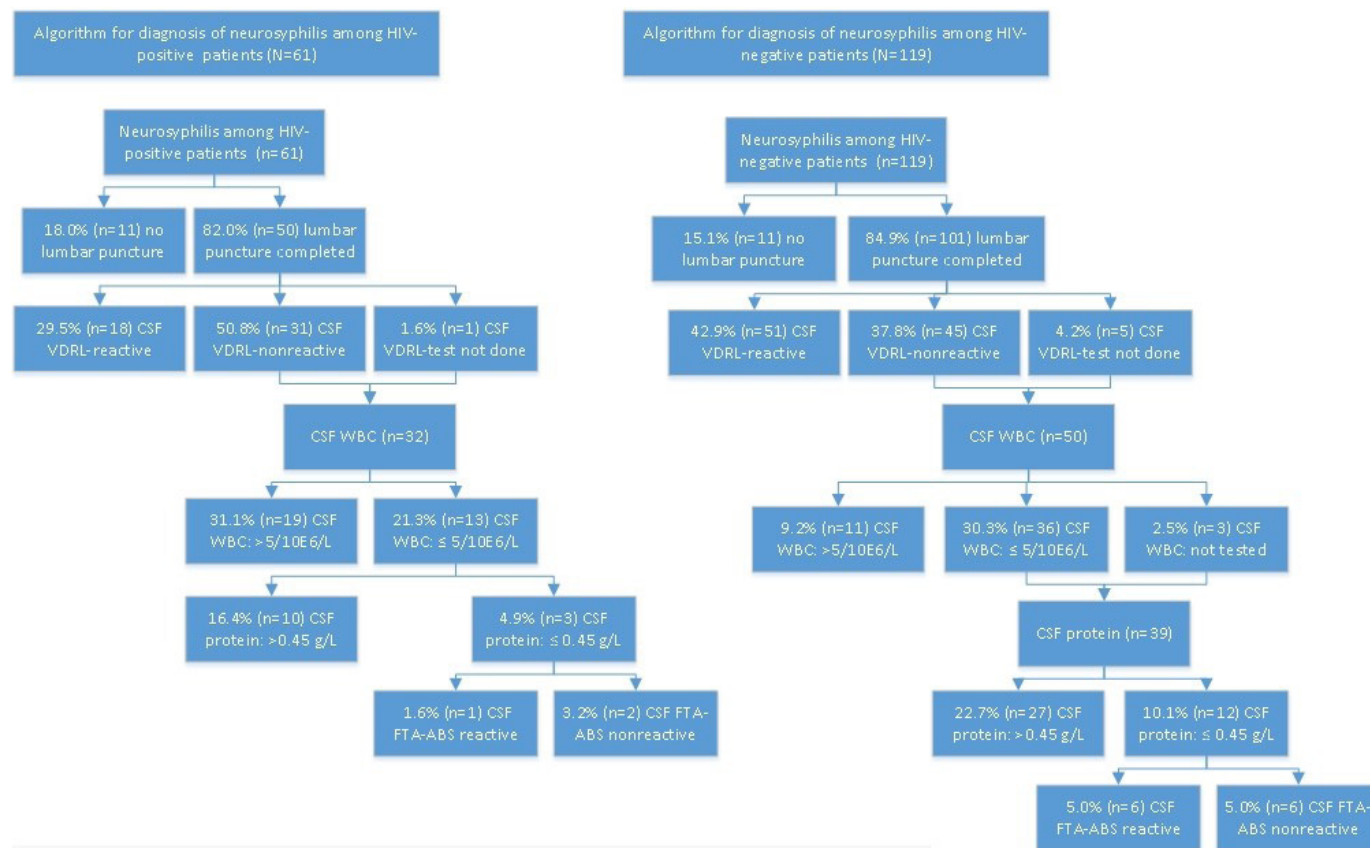 Algorithm for diagnosis of neurosyphilis among HIV-
positive patients (N=61)
Neurosyphilis among HIV-
positive patients (n=61)
18.0% (n=11) no
lumbar puncture
82.0% (n=50) lumbar
puncture completed
29.5% (n=18) CSF
VDRL-reactive
50.8% (n=31) CSF
VDRL-nonreactive
1.6% (n=1) CSF
VDRL-test not done
CSF WBC (n=32)
31.1% (n=19) CSF
WBC: >5/10E6/L
21.3% (n=13) CSF
WBC: ≤ 5/10E6/L
16.4% (n=10) CSF
protein: >0.45 g/L
4.9% (n=3) CSF
protein: ≤ 0.45 g/L
1.6% (n=1) CSF
FTA-ABS reactive
3.2% (n=2) CSF FTA-
ABS nonreactive
Algorithm for diagnosis of neurosyphilis among HIV-
negative patients (N=119)
Neurosyphilis among HIV-
negative patients (n=119)
15.1% (n=11) no
lumbar puncture
84.9% (n=101) lumbar
puncture completed
42.9% (n=51) CSF
VDRL-reactive
37.8% (n=45) CSF
VDRL-nonreactive
4.2% (n=5) CSF
VDRL-test not done
CSF WBC (n=50)
9.2% (n=11) CSF
WBC: >5/10E6/L
30.3% (n=36) CSF
WBC: ≤ 5/10E6/L
2.5% (n=3) CSF
WBC: not tested
CSF protein (n=39)
22.7% (n=27) CSF
protein: >0.45 g/L
10.1% (n=12) CSF
protein: ≤ 0.45 g/L
5.0% (n=6) CSF
FTA-ABS reactive
5.0% (n=6) CSF FTA-
ABS nonreactive